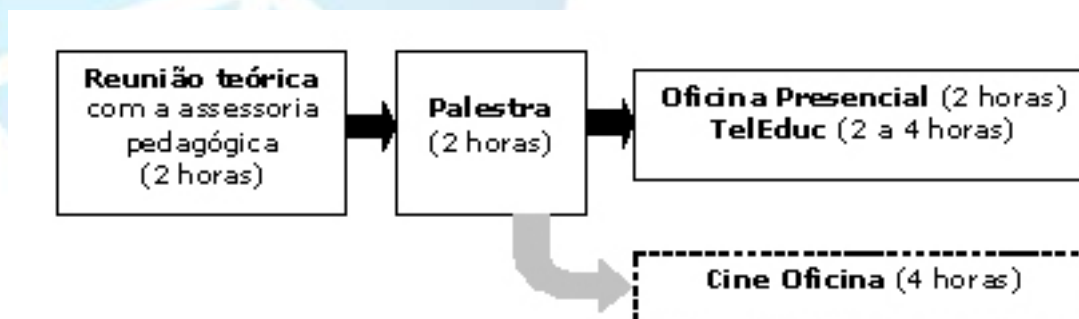 Reunião teórica
com a assessoria
pedagógica
(2 horas)
Palestra
(2 horas)
Oficina Presencial (2 horas)
TelEduc (2 a 4 horas)
Cine Oficina (4 horas)